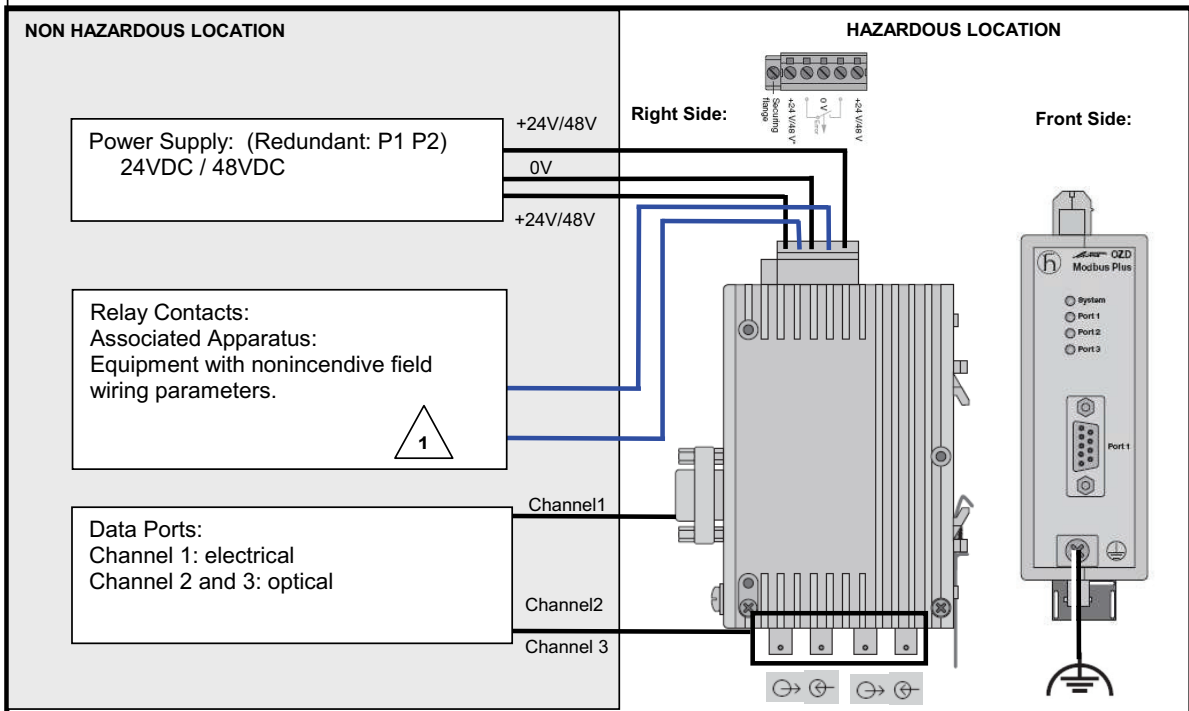 NON HAZARDOUS LOCATION
HAZARDOUS LOCATION
Right Side:
Front Side:
Securing
flange
+24 V/48 V*
0 V
Error
+24 V/48 V
Power Supply: (Redundant: P1 P2)
24VDC / 48VDC
+24V/48V
0V
+24V/48V
Relay Contacts:
Associated Apparatus:
Equipment with nonincendive field
wiring parameters.
1
Data Ports:
Channel 1: electrical
Channel 2 and 3: optical
Channel1
Channel2
Channel 3
h
OZD
Modbus Plus
System
Port 1
Port 2
Port 3
Port 1